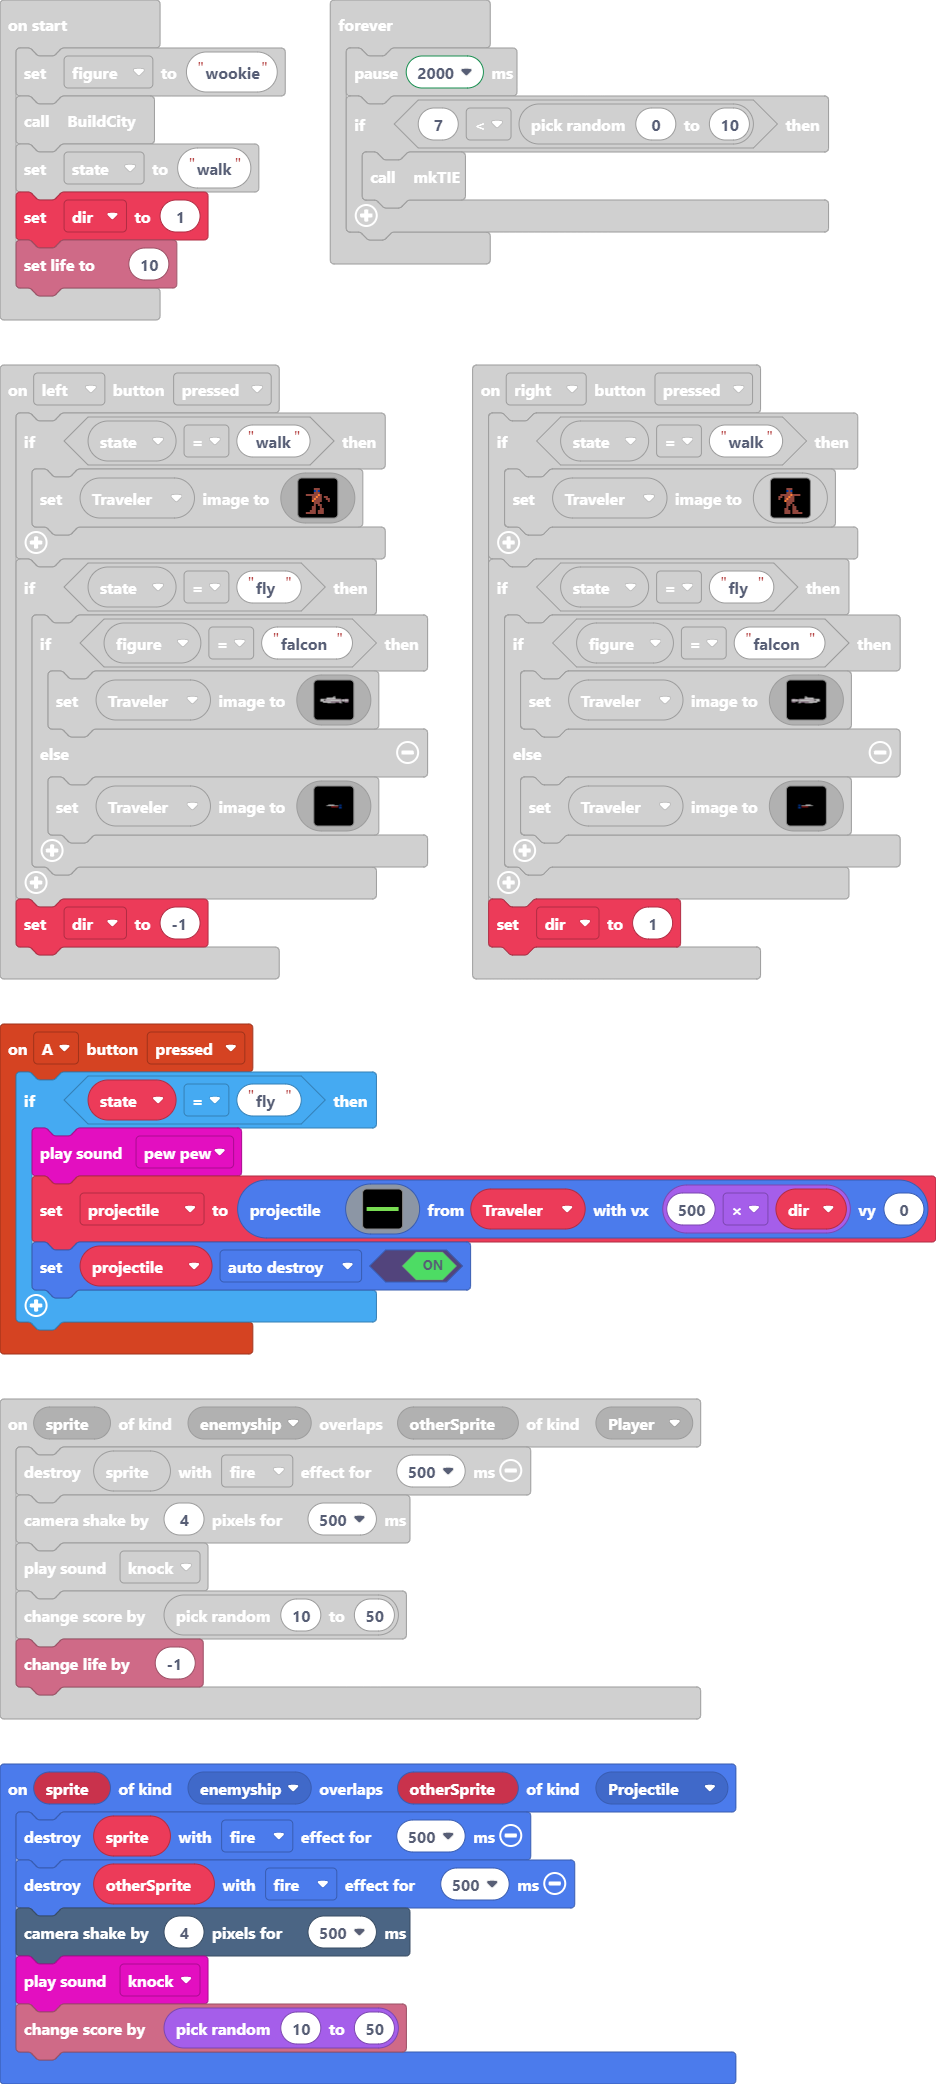 on start
set figure to "wookie"
call BuildCity
set state to "walk"
set dir to 1
set life to 10
forever
pause 2000 ms
if 7 < pick random 0 to 10 then
call mkTIE
on left button pressed
if state = "walk" then
set Traveler image to
if state = "fly" then
if figure = "falcon" then
set Traveler image to
else
set Traveler image to
set dir to -1
on right button pressed
if state = "walk" then
set Traveler image to
if state = "fly" then
if figure = "falcon" then
set Traveler image to
else
set Traveler image to
set dir to 1
on A button pressed
if state = "fly" then
play sound pew pew
set projectile to projectile from Traveler with vx 500 × dir vy 0
set projectile auto destroy ON
on sprite of kind enemyship overlaps otherSprite of kind Player
destroy sprite with fire effect for 500 ms
camera shake by 4 pixels for 500 ms
play sound knock
change score by pick random 10 to 50
change life by -1
on sprite of kind enemyship overlaps otherSprite of kind Projectile
destroy sprite with fire effect for 500 ms
destroy otherSprite with fire effect for 500 ms
camera shake by 4 pixels for 500 ms
play sound knock
change score by pick random 10 to 50